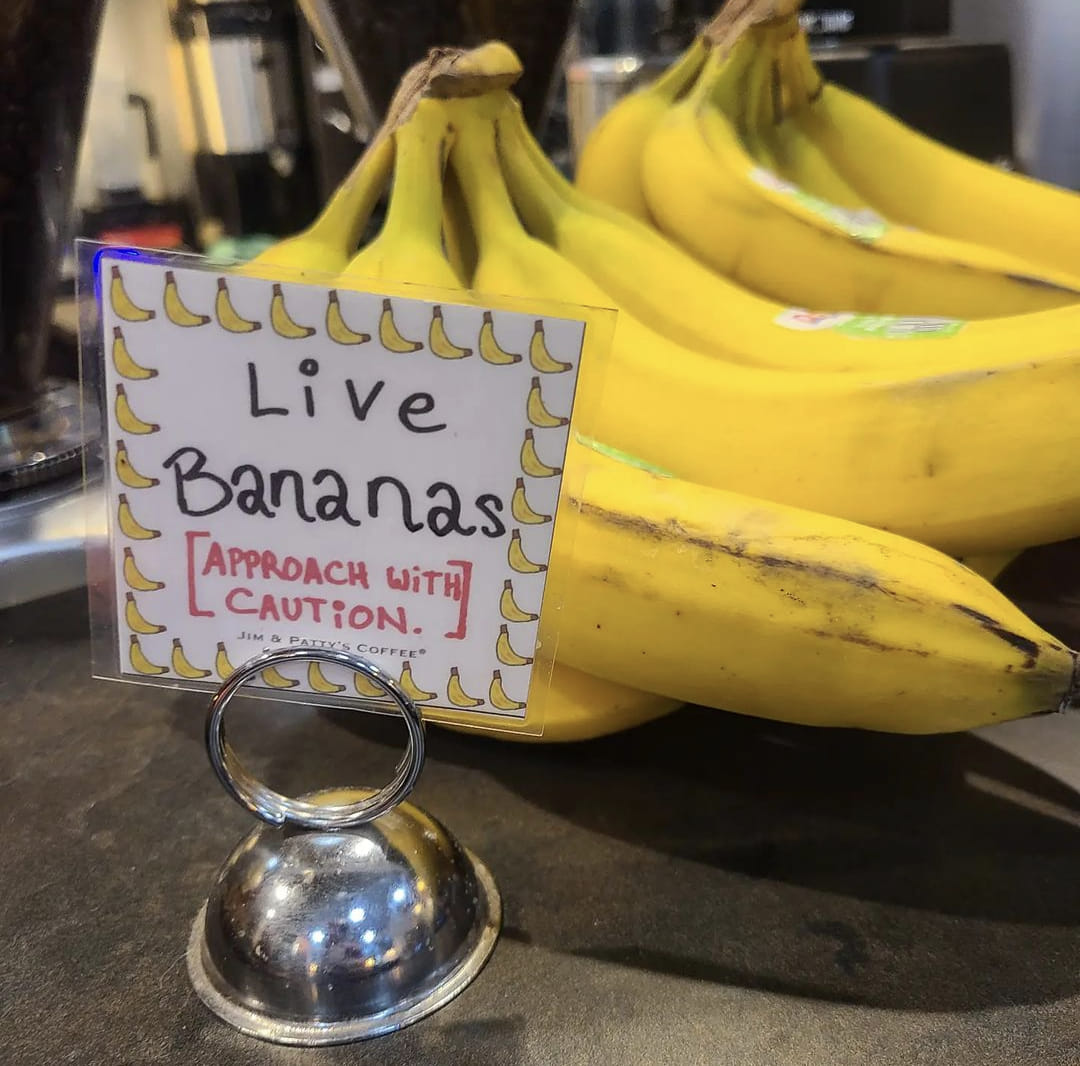 Live
Bananas
[APPROACH WiTH
CAUTiON.]
JIM & PATTY'S COFFEE®